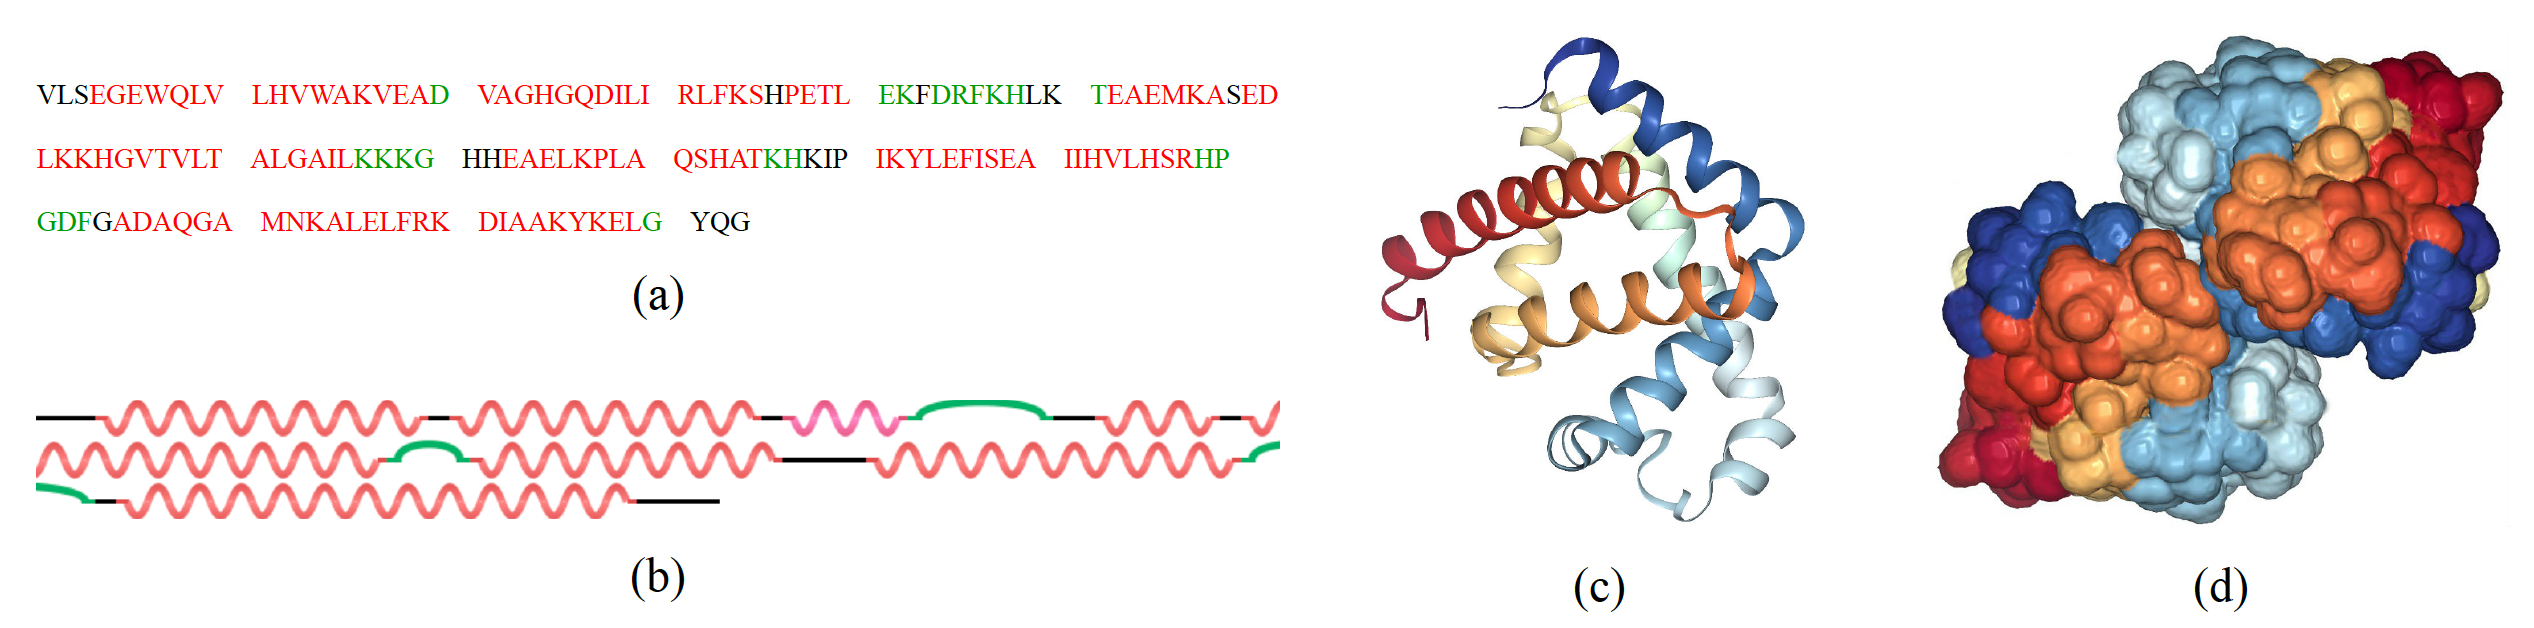 VLSEGEWQLV LHVWAKVEAD VAGHGQDILI RLFKSHPETL EKFDRFKHLK TEAEMKASED
LKKHGVTVLT ALGAILKKKG HHEAELKPLA QSHATKHKIP IKYLEFISEA IIHVLHSRHP
GDFGADAQGA MNKALELFRK DIAAKYKELG YQG
(a)
(b)
(c)
(d)